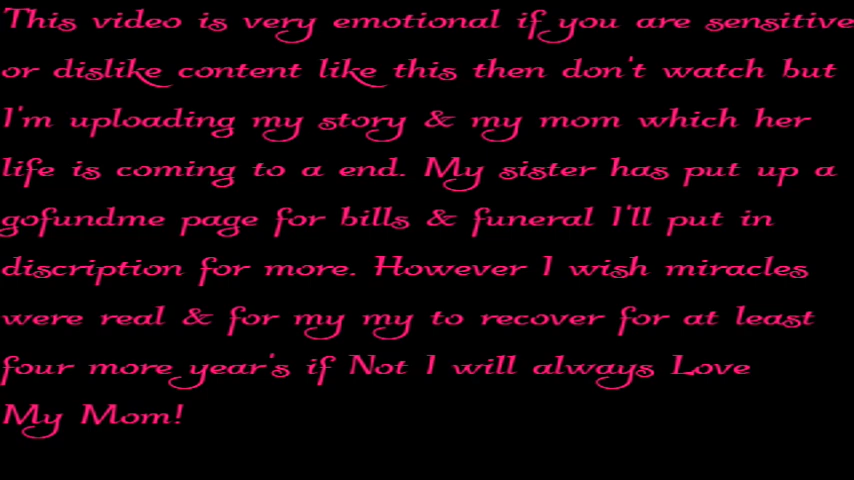 This video is very emotional if you are sensitive
or dislike content like this then don't watch but
I'm uploading my story & my mom which her
life is coming to a end. My sister has put up a
gofundme page for bills & funeral I'll put in
discription for more. However I wish miracles
were real & for my my to recover for at least
four more year's if Not I will always Love
My Mom!